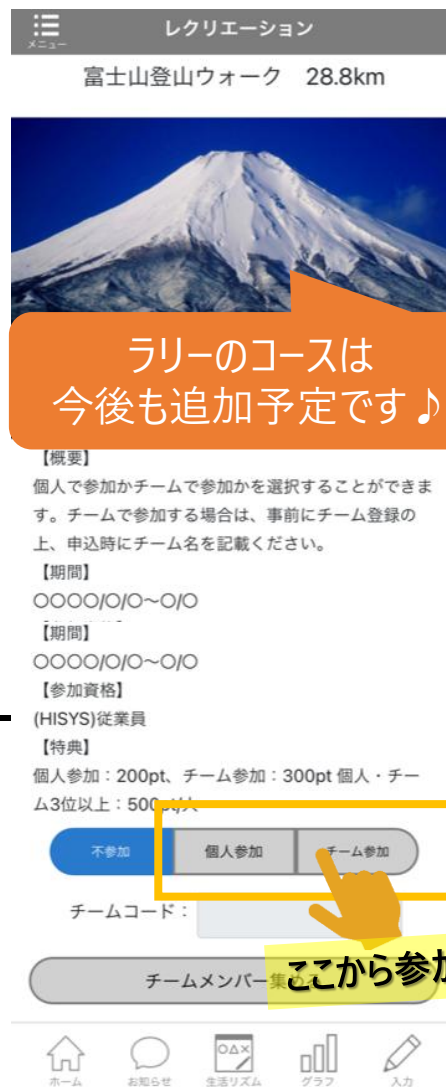 メニュー
レクリエーション
富士山登山ウォーク 28.8km
ラリーのコースは
今後も追加予定です♪
【概要】
個人で参加かチームで参加かを選択することができま
す。チームで参加する場合は、事前にチーム登録の
上、申込時にチーム名を記載ください。
【期間】
○○○○/○/○~○/○
【期間】
○○○○/○/○~○/○
【参加資格】
(HISYS)従業員
【特典】
個人参加：200pt、チーム参加：300pt 個人・チー
ム3位以上：500pt/人
不参加
個人参加
チーム参加
チームコード：
チームメンバー集める
ここから参加
ホーム
お知らせ
生活リズム
グラフ
入力